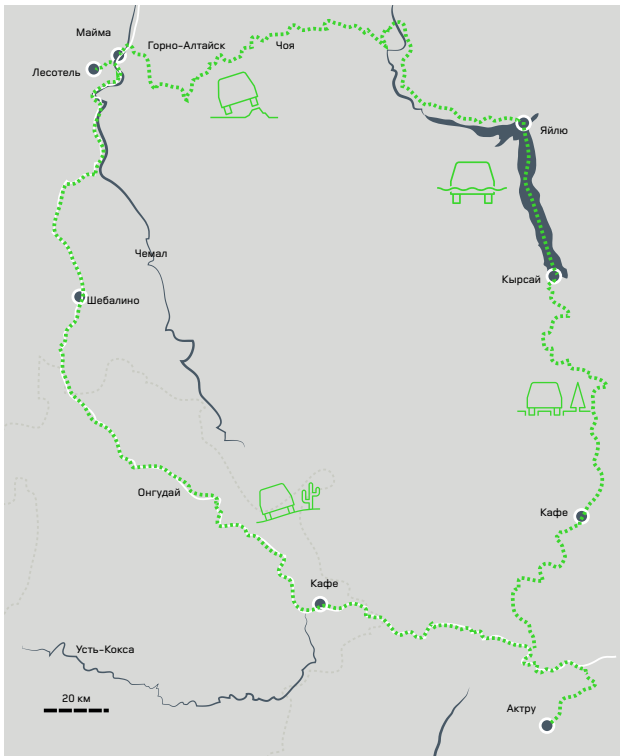 Майма
Горно-Алтайск
Чоя
Лесотель
Яйлю
Чемал
Кырсай
Шебалино
Онгудай
Кафе
Кафе
Усть-Кокса
20 км
Актру